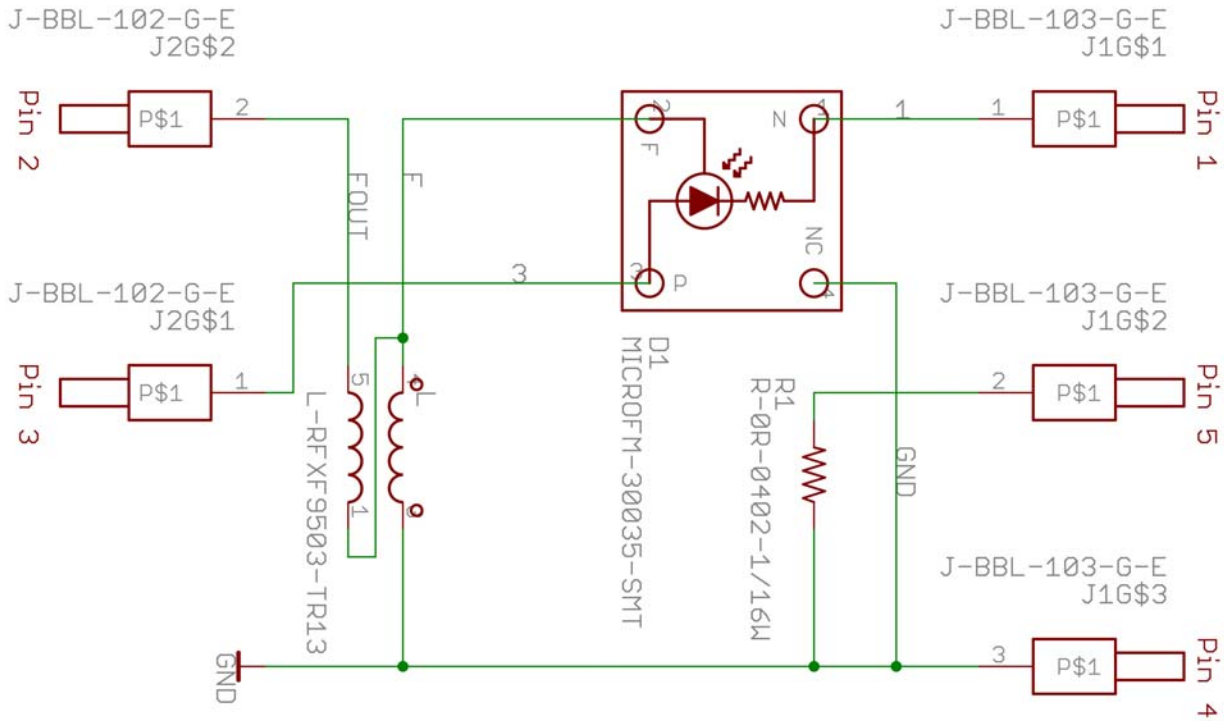 J-BBL-102-G-E
J2G$2
Pin 2
P$1
2
J-BBL-103-G-E
J1G$1
1
1
P$1
Pin 1
2
F
N
1
FOUT
F
NC
3
3
P
4
J-BBL-102-G-E
J2G$1
Pin 3
P$1
1
J-BBL-103-G-E
J1G$2
2
P$1
Pin 5
5
L
1
L-RFXF9503-TR13
D1
MICROFM-30035-SMT
R1
R-0R-0402-1/16W
GND
J-BBL-103-G-E
J1G$3
3
P$1
Pin 4
GND